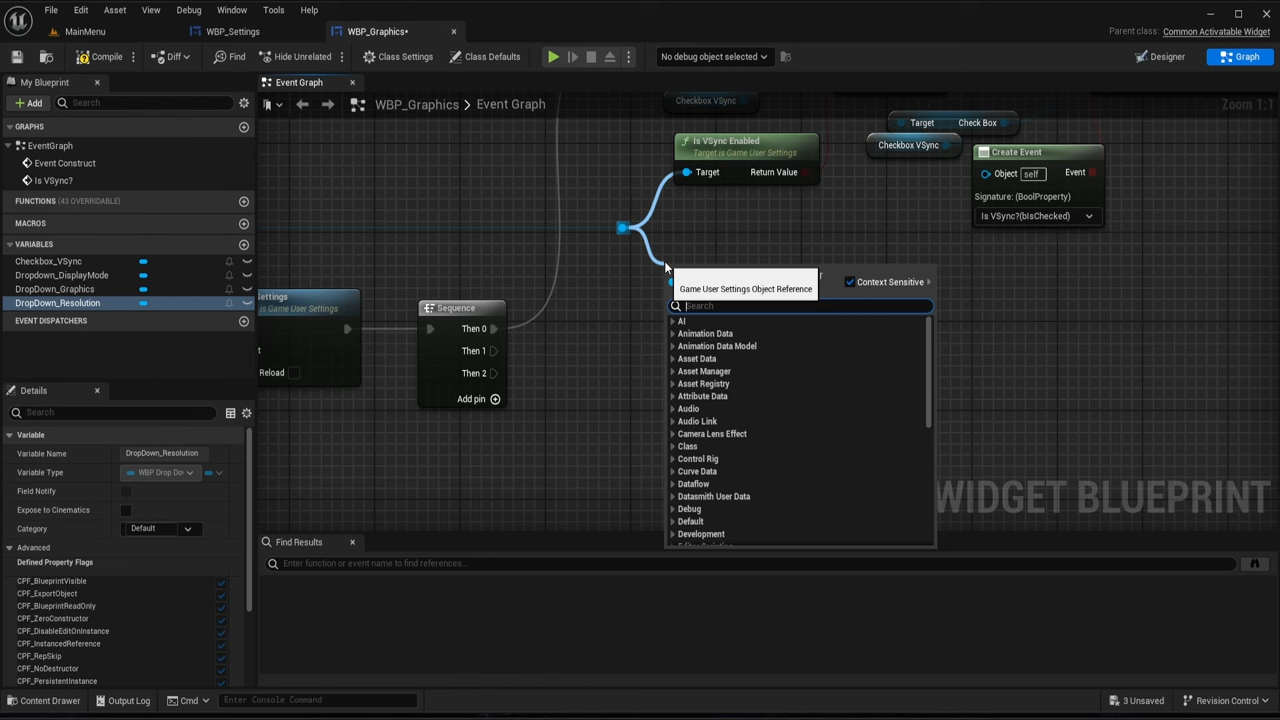 File Edit Asset View Debug Window Tools Help
MainMenu WBP_Settings WBP_Graphics• Parent class: Common Activatable Widget
Compile Diff Find Hide Unrelated Class Settings Class Defaults No debug object selected Designer Graph
My Blueprint Event Graph
Add Search WBP_Graphics > Event Graph Zoom 1:1
GRAPHS
EventGraph
Event Construct
Is VSync?
FUNCTIONS (43 OVERRIDABLE)
MACROS
VARIABLES
Checkbox_VSync
Dropdown_DisplayMode
DropDown_Graphics
DropDown_Resolution
EVENT DISPATCHERS
Checkbox VSync
Is VSync Enabled
Target is Game User Settings
Target Return Value
Target Check Box
Checkbox VSync
Create Event
Object self Event
Signature: (BoolProperty)
Is VSync?(bIsChecked)
Settings
is Game User Settings
Reload
Sequence
Then 0
Then 1
Then 2
Add pin
Game User Settings Object Reference
Context Sensitive
Search
AI
Animation Data
Animation Data Model
Asset Data
Asset Manager
Asset Registry
Attribute Data
Audio
Audio Link
Camera Lens Effect
Class
Control Rig
Curve Data
Dataflow
Datasmith User Data
Debug
Default
Development
WIDGET BLUEPRINT
Details
Search
Variable
Variable Name DropDown_Resolution
Variable Type WBP Drop Do
Field Notify
Expose to Cinematics
Category Default
Advanced
Defined Property Flags
CPF_BlueprintVisible
CPF_ExportObject
CPF_BlueprintReadOnly
CPF_ZeroConstructor
CPF_DisableEditOnInstance
CPF_InstancedReference
CPF_RepSkip
CPF_NoDestructor
CPF_PersistentInstance
Find Results
Enter function or event name to find references...
Content Drawer Output Log Cmd Enter Console Command 3 Unsaved Revision Control